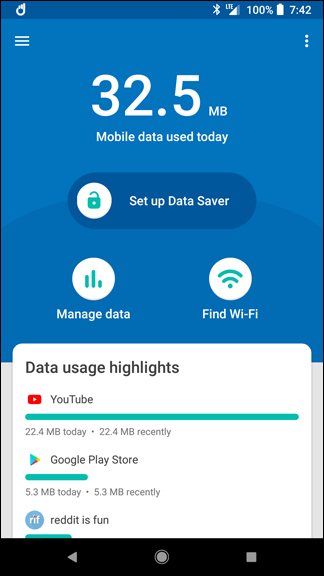 LTE 100% 7:42
32.5 MB
Mobile data used today
Set up Data Saver
Manage data Find Wi-Fi
Data usage highlights
YouTube
22.4 MB today • 22.4 MB recently
Google Play Store
5.3 MB today • 5.3 MB recently
rif reddit is fun